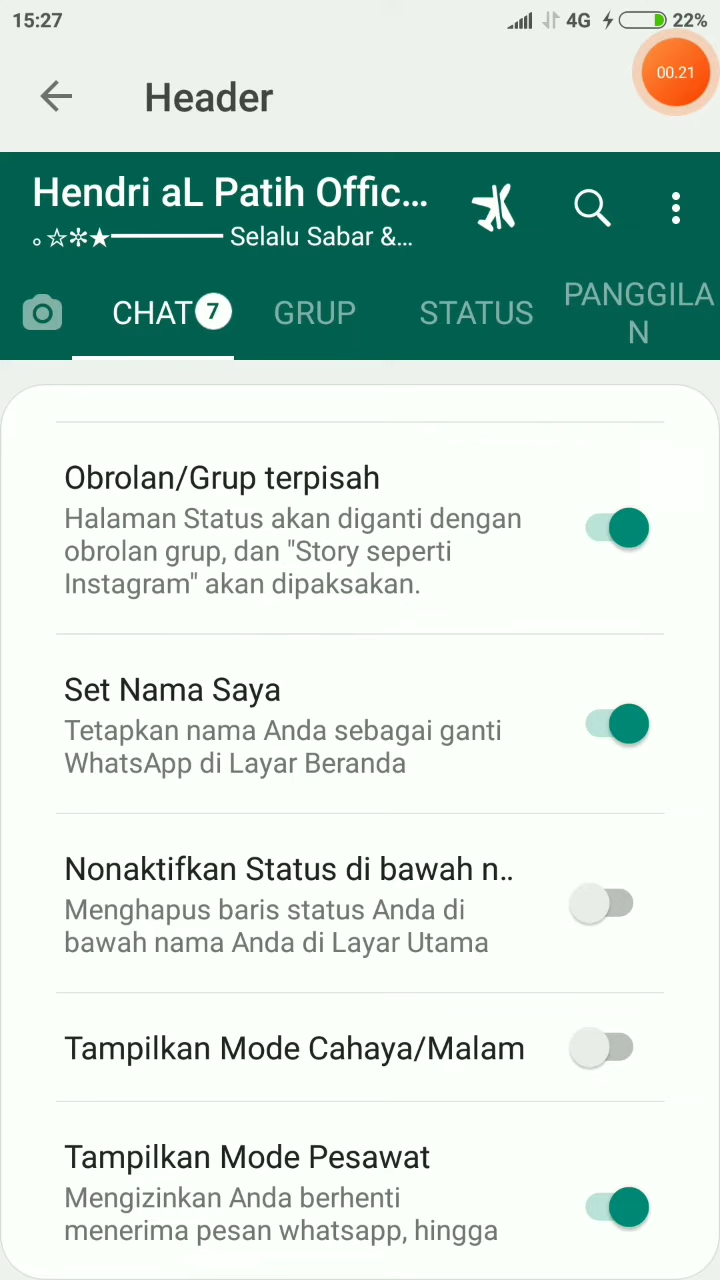 15:27 4G 22%
00.21
Header
Hendri aL Patih Offic...
｡☆✼★━━━━━━ Selalu Sabar &...
CHAT 7 GRUP STATUS PANGGILA
N
Obrolan/Grup terpisah
Halaman Status akan diganti dengan
obrolan grup, dan "Story seperti
Instagram" akan dipaksakan.
Set Nama Saya
Tetapkan nama Anda sebagai ganti
WhatsApp di Layar Beranda
Nonaktifkan Status di bawah n..
Menghapus baris status Anda di
bawah nama Anda di Layar Utama
Tampilkan Mode Cahaya/Malam
Tampilkan Mode Pesawat
Mengizinkan Anda berhenti
menerima pesan whatsapp, hingga